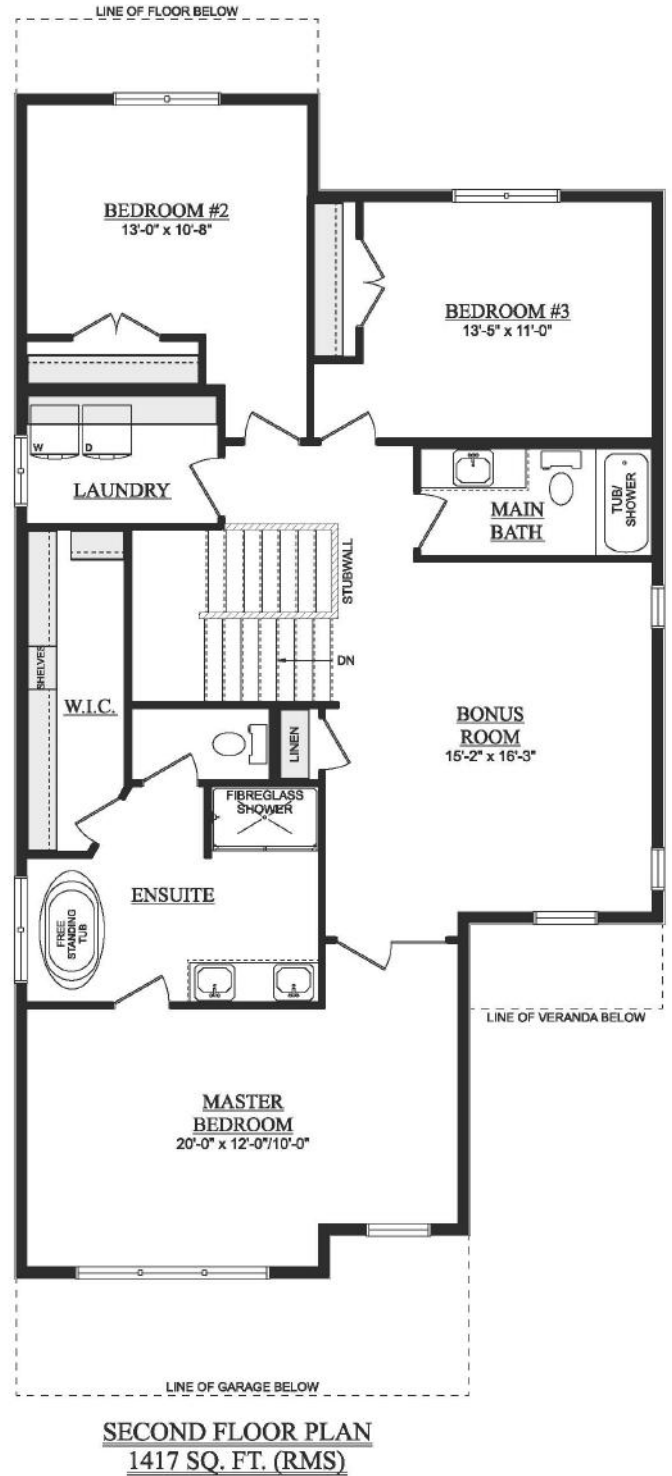 LINE OF FLOOR BELOW
BEDROOM #2
13'-0" x 10'-8"
BEDROOM #3
13'-5" x 11'-0"
W
D
LAUNDRY
MAIN
BATH
TUB/
SHOWER
STUBWALL
DN
SHELVES
W.I.C.
LINEN
BONUS
ROOM
15'-2" x 16'-3"
FIBREGLASS
SHOWER
ENSUITE
FREE
STANDING
TUB
LINE OF VERANDA BELOW
MASTER
BEDROOM
20'-0" x 12'-0"/10'-0"
LINE OF GARAGE BELOW
SECOND FLOOR PLAN
1417 SQ. FT. (RMS)